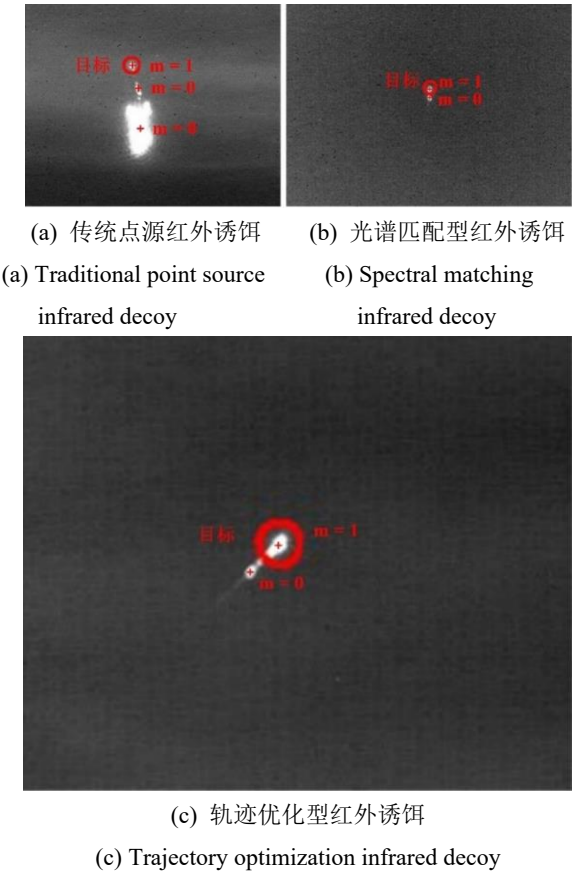 目标 m = 1
m = 0
m = 0
目标 m = 1
m = 0
(a) 传统点源红外诱饵
(b) 光谱匹配型红外诱饵
(a) Traditional point source
infrared decoy
(b) Spectral matching
infrared decoy
目标 m = 1
m = 0
(c) 轨迹优化型红外诱饵
(c) Trajectory optimization infrared decoy